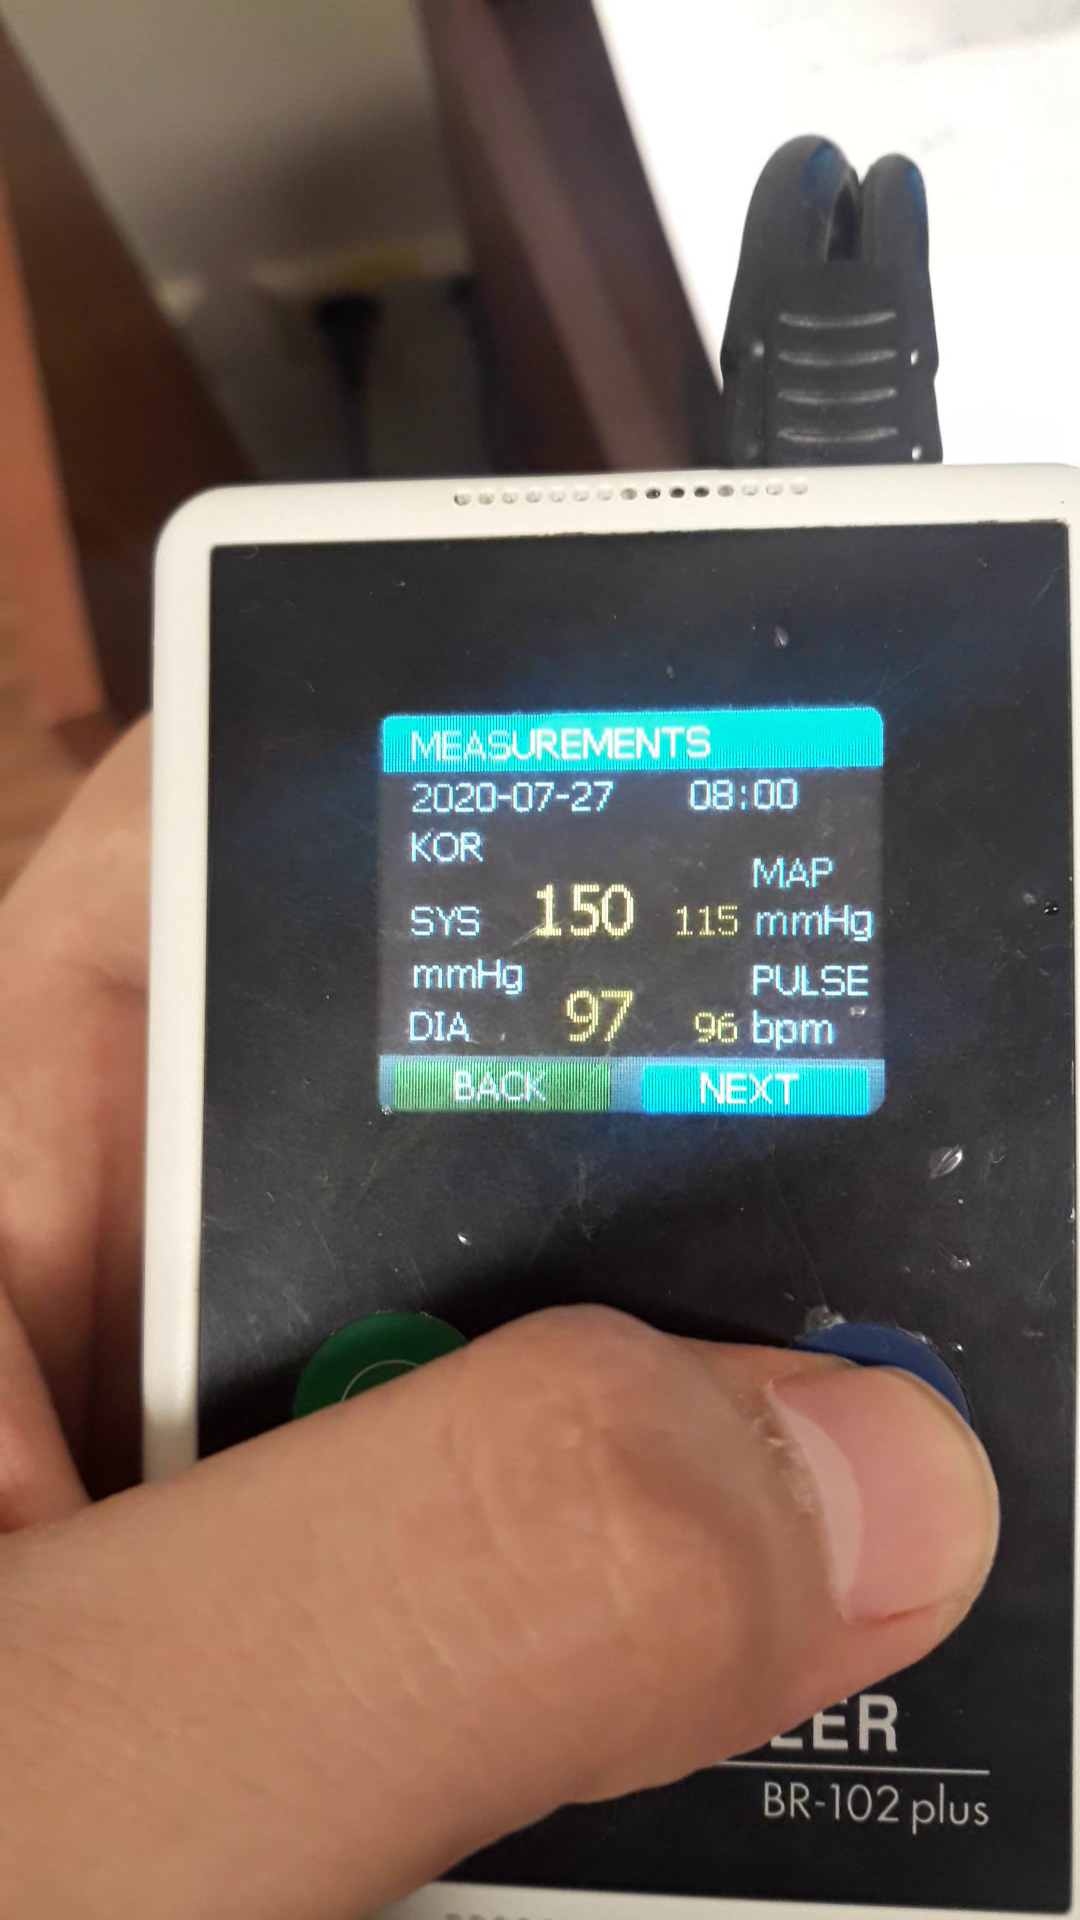 MEASUREMENTS
2020-07-27 08:00
KOR
MAP
SYS 150 115 mmHg
mmHg PULSE
DIA 97 96 bpm
BACK NEXT
BR-102 plus